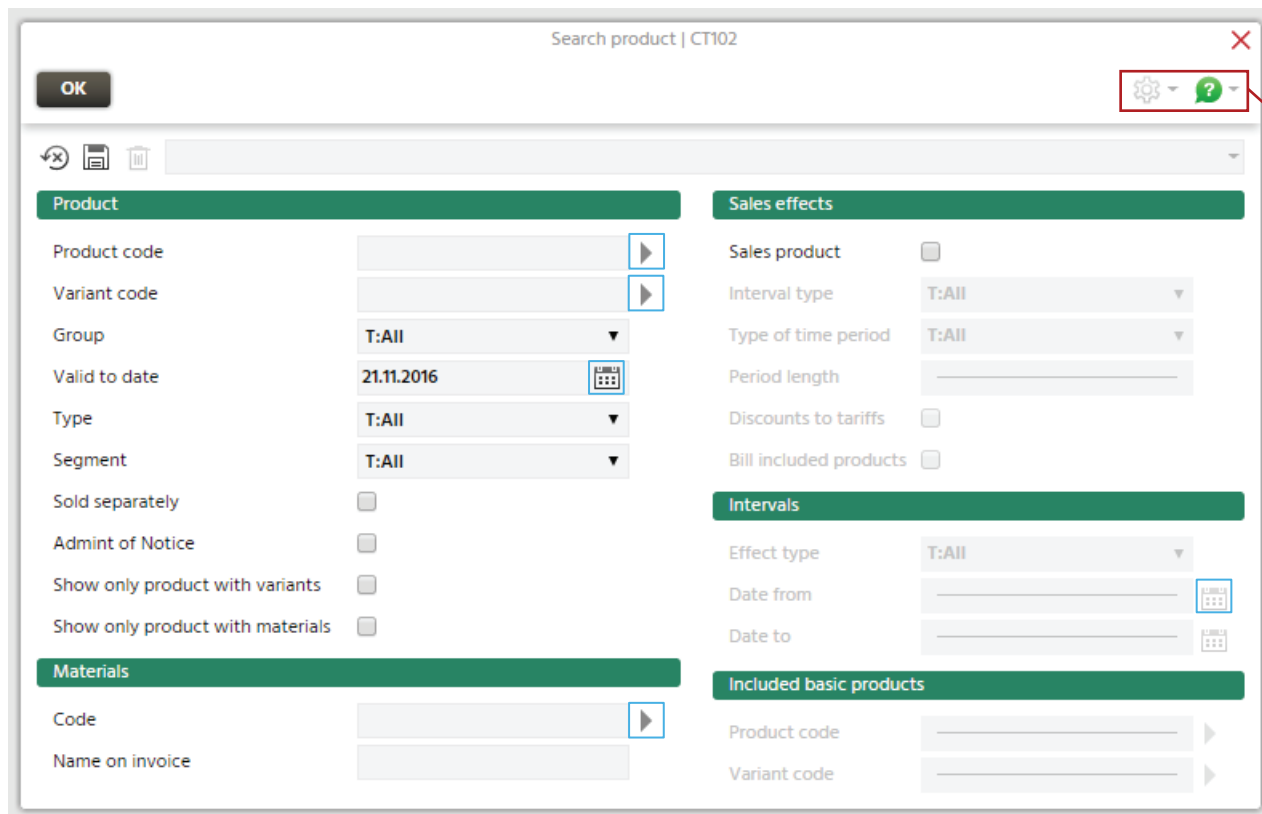 Search product | CT102
OK
?
Product
Product code
Variant code
Group T:All
Valid to date 21.11.2016
Type T:All
Segment T:All
Sold separately
Admint of Notice
Show only product with variants
Show only product with materials
Materials
Code
Name on invoice
Sales effects
Sales product
Interval type T:All
Type of time period T:All
Period length
Discounts to tariffs
Bill included products
Intervals
Effect type T:All
Date from
Date to
Included basic products
Product code
Variant code